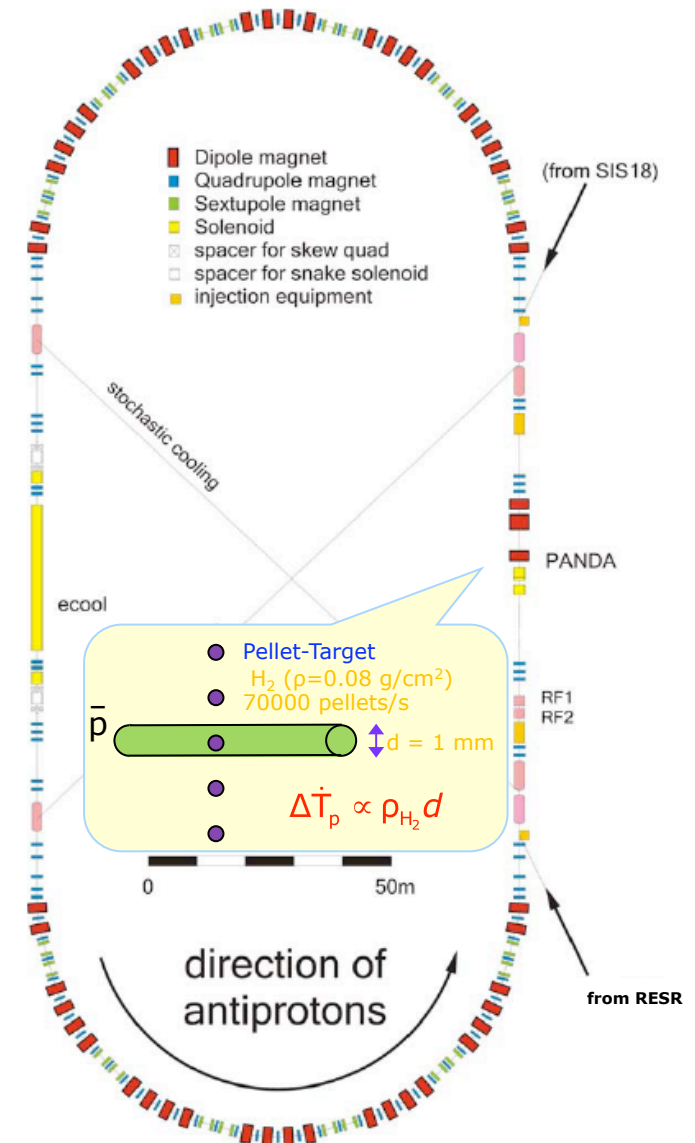 Dipole magnet
Quadrupole magnet
Sextupole magnet
Solenoid
spacer for skew quad
spacer for snake solenoid
injection equipment
(from SIS18)
stochastic cooling
PANDA
ecool
Pellet-Target
H₂ (ρ=0.08 g/cm²)
70000 pellets/s
p̅
d = 1 mm
ΔṪₚ ∝ ρ_H₂ d
RF1
RF2
0 50m
direction of
antiprotons
from RESR